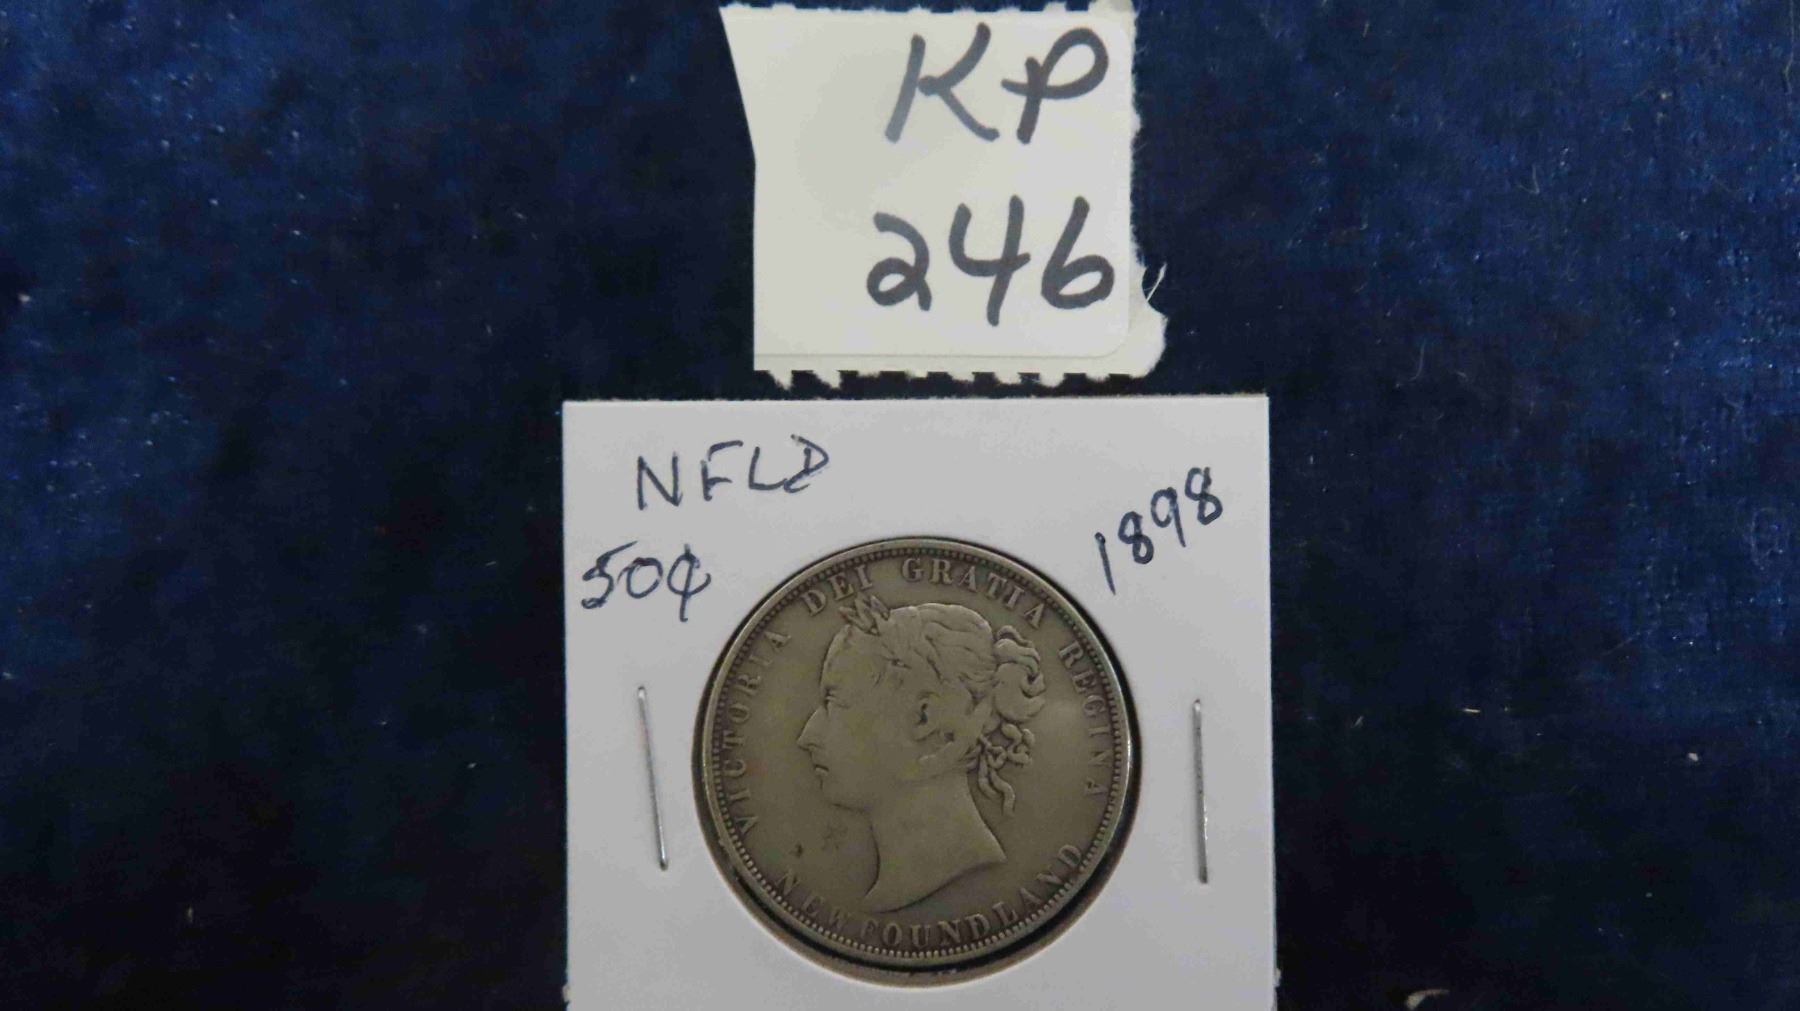 KP
246
NFLD
50¢
1898
VICTORIA DEI GRATIA REGINA
NEWFOUNDLAND